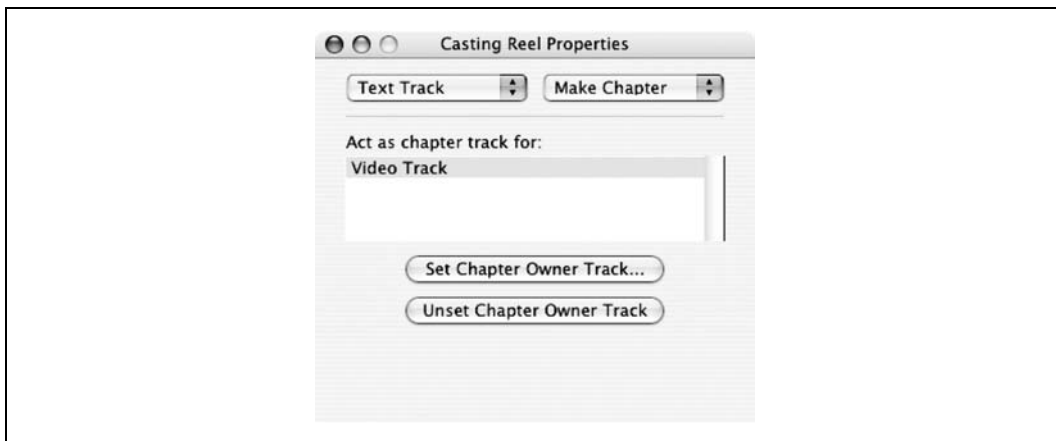 Casting Reel Properties
Text Track Make Chapter
Act as chapter track for:
Video Track
Set Chapter Owner Track...
Unset Chapter Owner Track